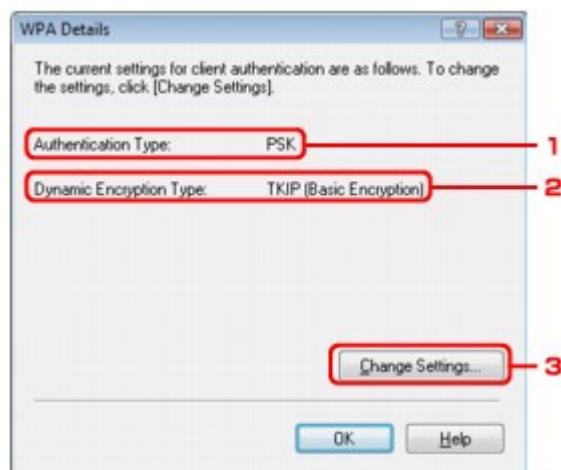 WPA Details
The current settings for client authentication are as follows. To change
the settings, click [Change Settings].
Authentication Type: PSK
1
Dynamic Encryption Type: TKIP (Basic Encryption)
2
Change Settings...
3
OK Help